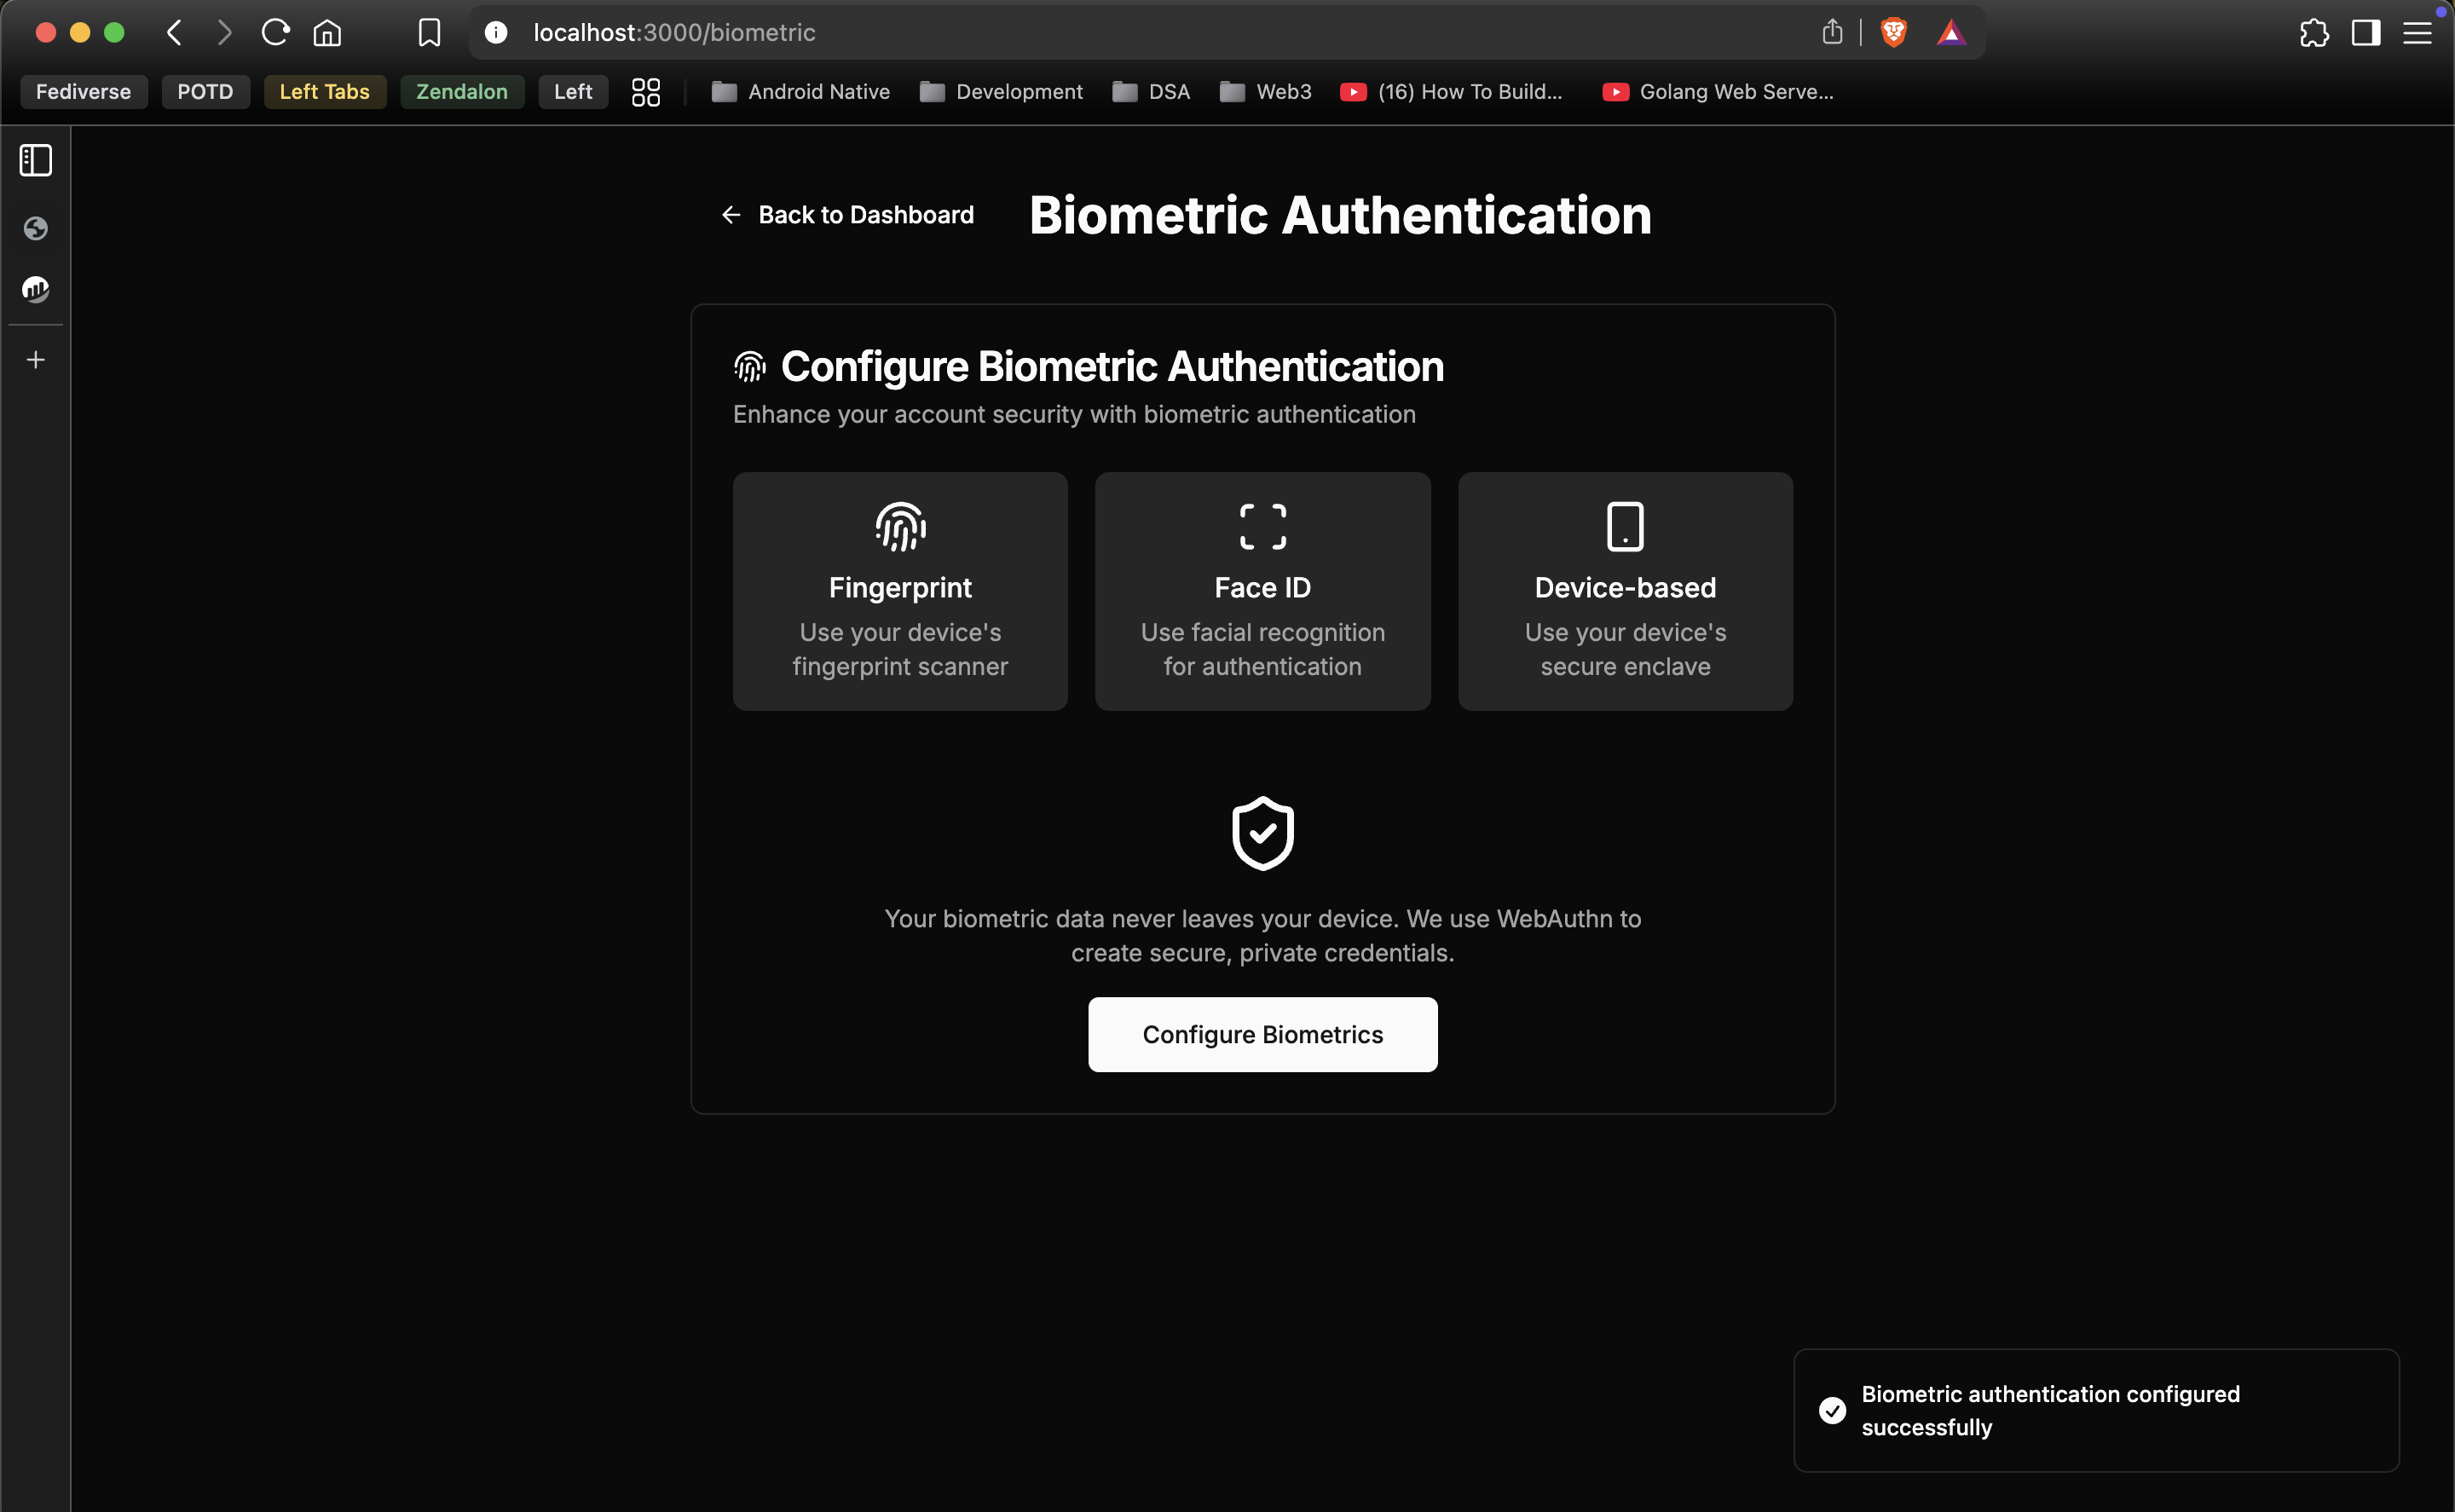 localhost:3000/biometric
Fediverse POTD Left Tabs Zendalon Left Android Native Development DSA Web3 (16) How To Build... Golang Web Serve...
Back to Dashboard
Biometric Authentication
Configure Biometric Authentication
Enhance your account security with biometric authentication
Fingerprint
Use your device's
fingerprint scanner
Face ID
Use facial recognition
for authentication
Device-based
Use your device's
secure enclave
Your biometric data never leaves your device. We use WebAuthn to
create secure, private credentials.
Configure Biometrics
Biometric authentication configured
successfully